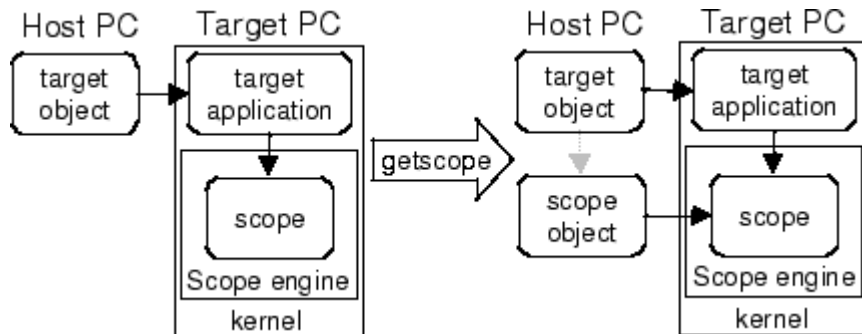 Host PC
Target PC
target
object
target
application
scope
Scope engine
kernel
getscope
Host PC
Target PC
target
object
target
application
scope
object
scope
Scope engine
kernel